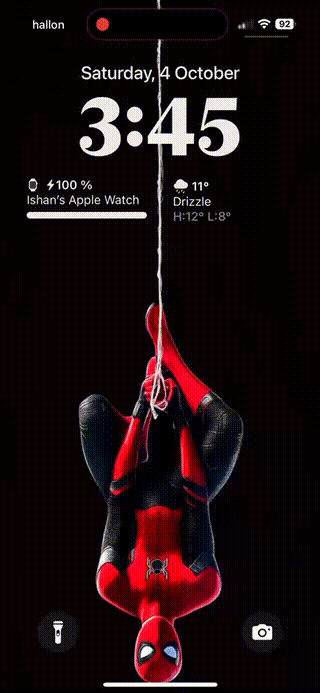 hallon
92
Saturday, 4 October
3:45
100 %
Ishan's Apple Watch
11°
Drizzle
H:12° L:8°